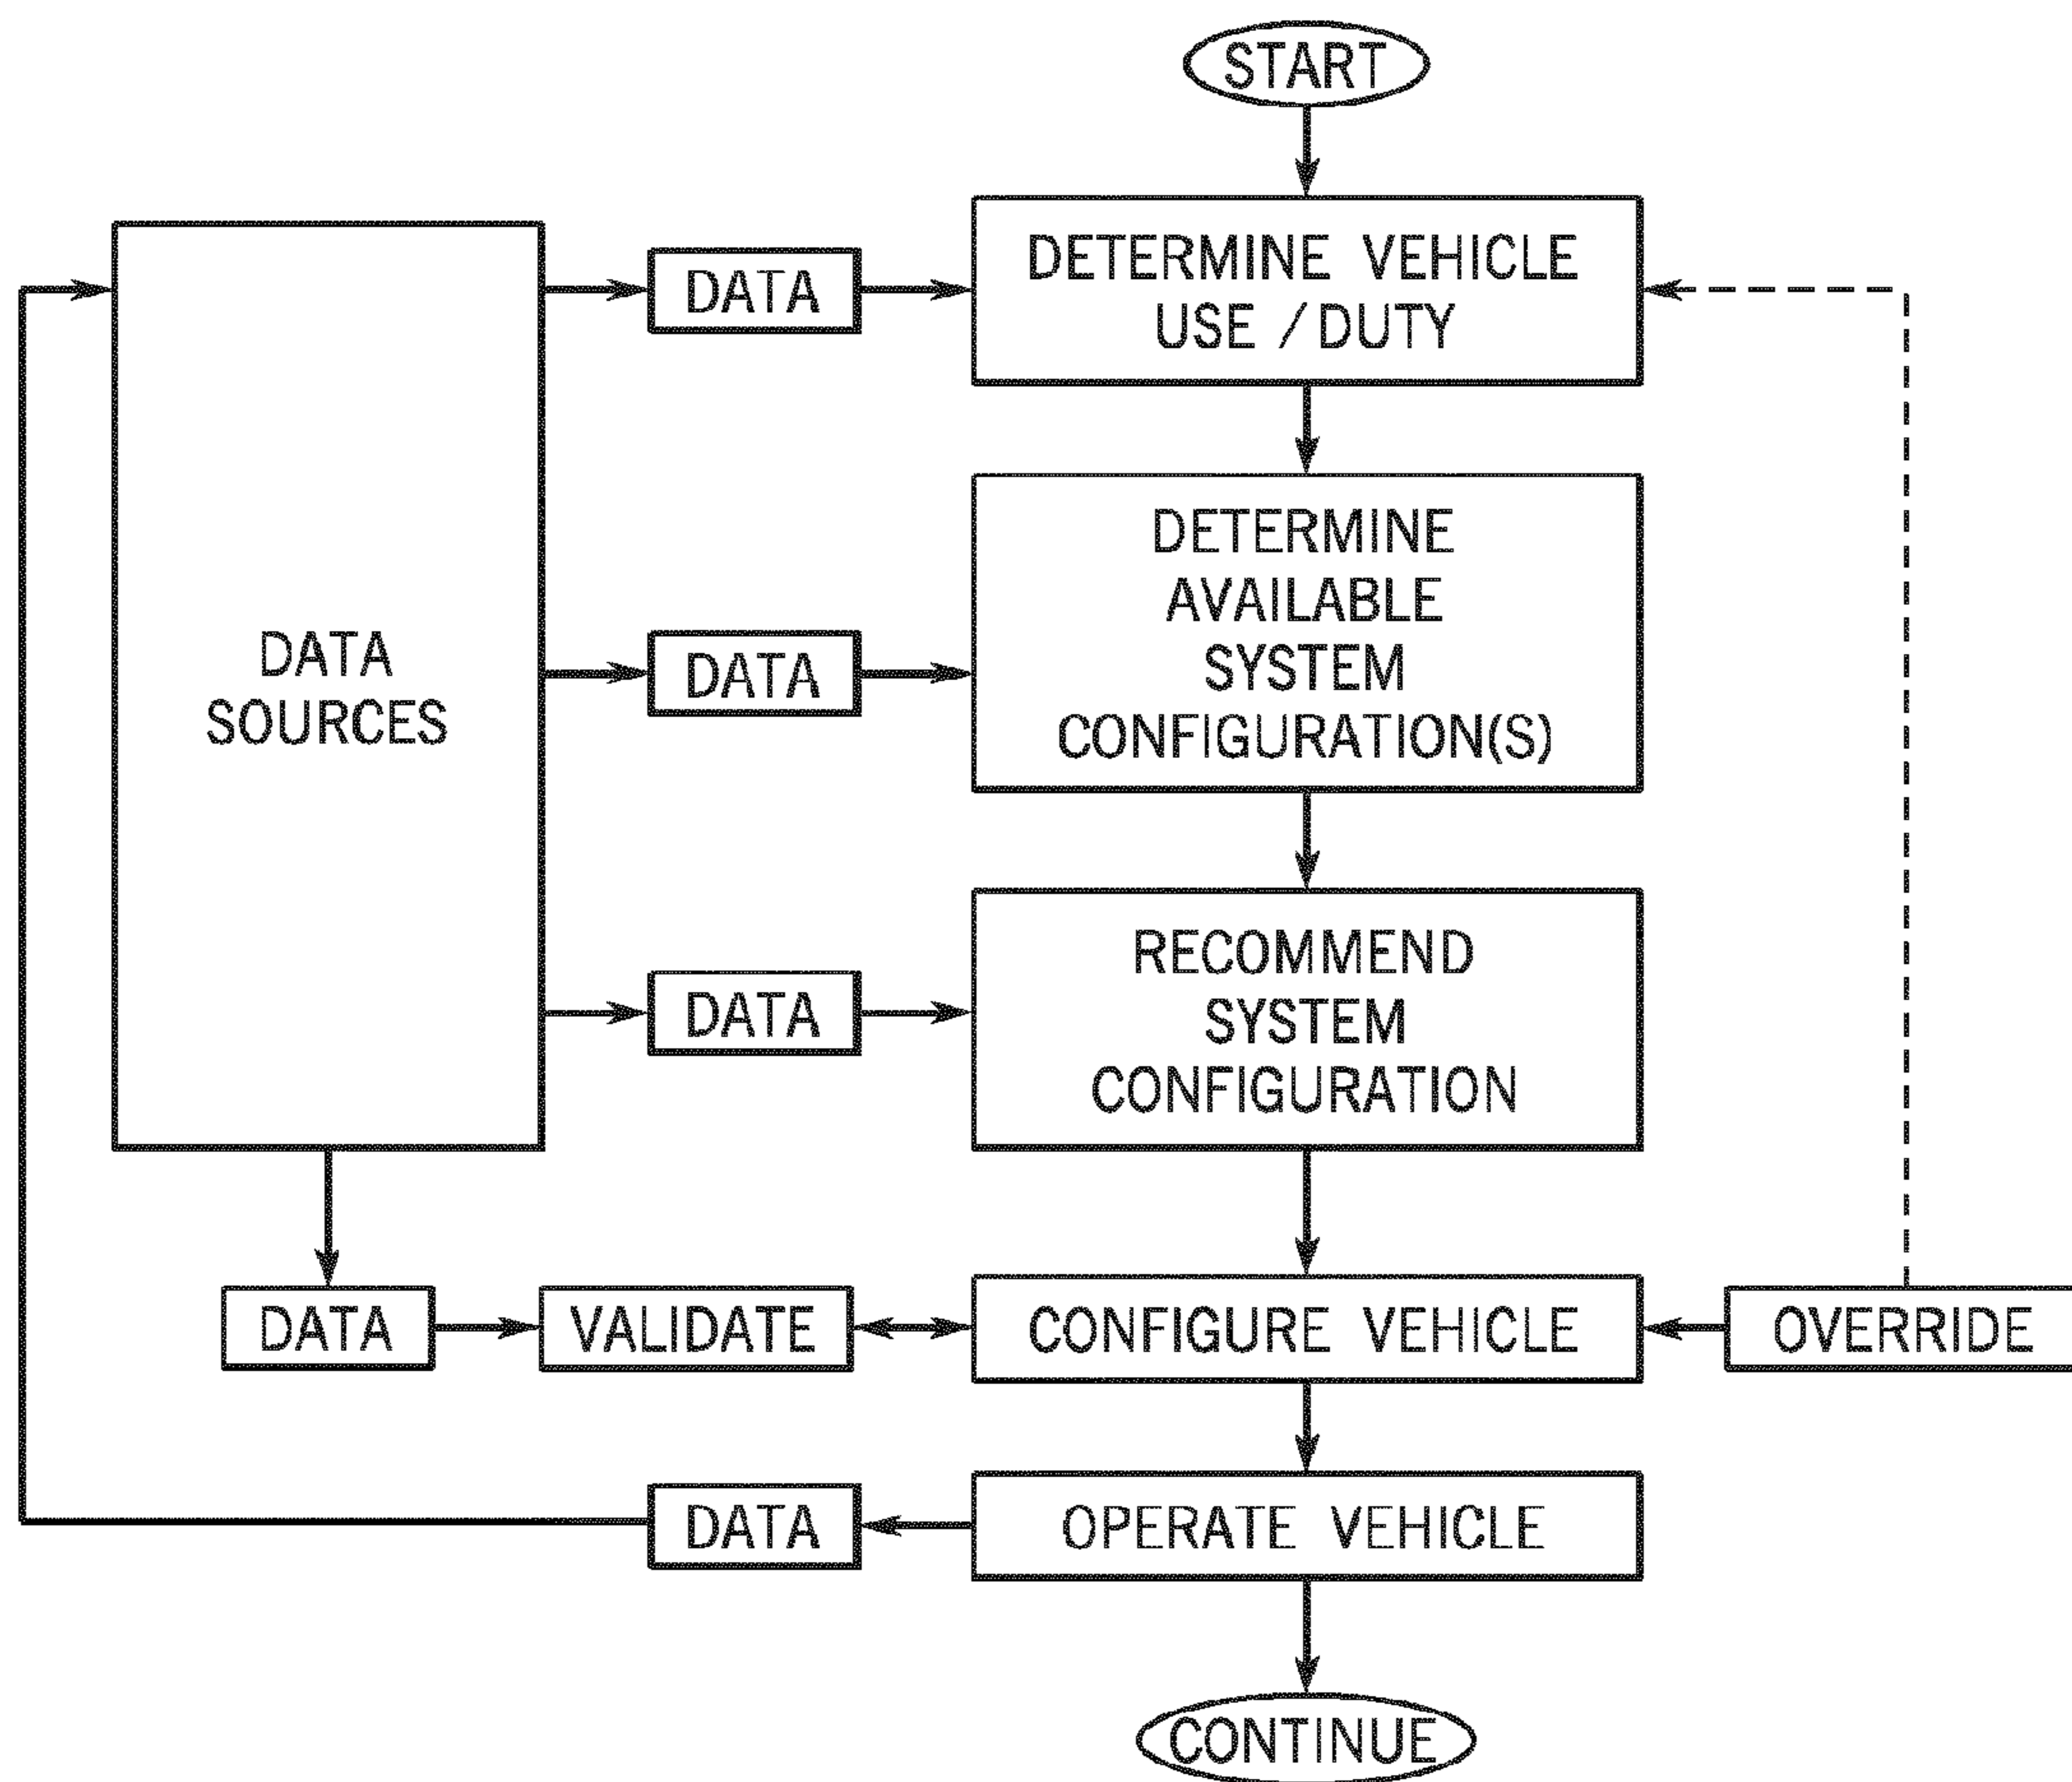 START
DETERMINE VEHICLE
USE / DUTY
DATA
DATA
SOURCES
DETERMINE
AVAILABLE
SYSTEM
CONFIGURATION(S)
DATA
RECOMMEND
SYSTEM
CONFIGURATION
DATA
DATA
VALIDATE
CONFIGURE VEHICLE
OVERRIDE
DATA
OPERATE VEHICLE
CONTINUE